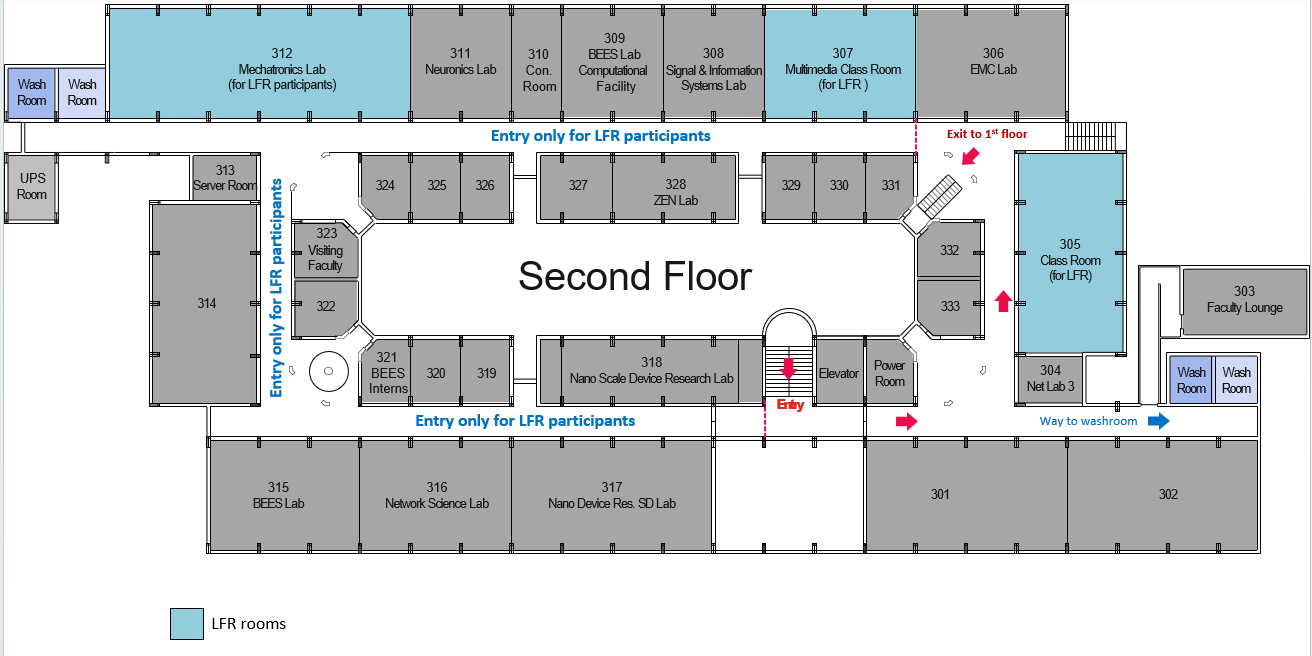 312
Mechatronics Lab
(for LFR participants)
311
Neuronics Lab
310
Con.
Room
309
BEES Lab
Computational
Facility
308
Signal & Information
Systems Lab
307
Multimedia Class Room
(for LFR )
306
EMC Lab
Wash
Room
Wash
Room
Entry only for LFR participants
Exit to 1st floor
UPS
Room
313
Server Room
324
325
326
327
328
ZEN Lab
329
330
331
Entry only for LFR participants
323
Visiting
Faculty
322
314
Second Floor
332
333
305
Class Room
(for LFR)
303
Faculty Lounge
321
BEES
Interns
320
319
318
Nano Scale Device Research Lab
Elevator
Power
Room
304
Net Lab 3
Wash
Room
Wash
Room
Entry
Entry only for LFR participants
Way to washroom
315
BEES Lab
316
Network Science Lab
317
Nano Device Res. SD Lab
301
302
LFR rooms